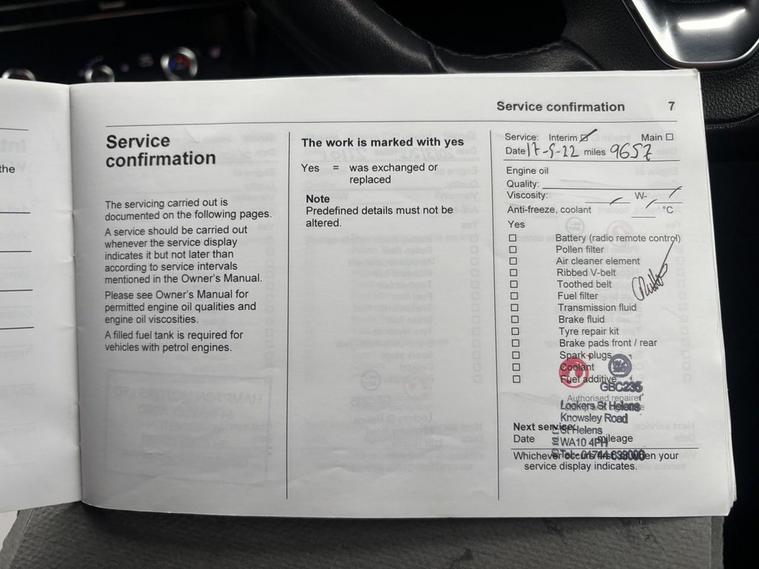 the
Service confirmation 7
Service
confirmation
The servicing carried out is
documented on the following pages.
A service should be carried out
whenever the service display
indicates it but not later than
according to service intervals
mentioned in the Owner's Manual.
Please see Owner's Manual for
permitted engine oil qualities and
engine oil viscosities.
A filled fuel tank is required for
vehicles with petrol engines.
The work is marked with yes
Yes = was exchanged or
replaced
Note
Predefined details must not be
altered.
Service: Interim Main
Date 17-5-22 miles 9657
Engine oil
Quality:
Viscosity: W-
Anti-freeze, coolant °C
Yes
Battery (radio remote control)
Pollen filter
Air cleaner element
Ribbed V-belt
Toothed belt
Fuel filter
Transmission fluid
Brake fluid
Tyre repair kit
Brake pads front / rear
Spark plugs
Coolant
Fuel additive
GBC235
Authorised repairer
Lookers St Helens
Knowsley Road
St Helens
WA10 4PH
Next service:
Date mileage
Whichever occurs first, or when your
service display indicates.